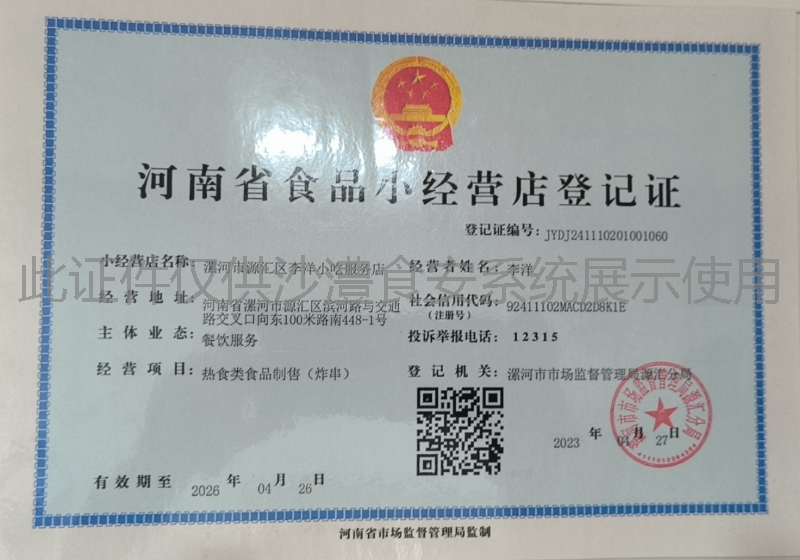 河南省食品小经营店登记证
登记证编号：JYDJ241110201001060
小经营店名称：漯河市源汇区李洋小吃服务店
经营者姓名：李洋
此证件仅供沙澧食安系统展示使用
经营地址：河南省漯河市源汇区滨河路与交通
路交叉口向东100米路南448-1号
社会信用代码：92411102MACD2D8K1E
（注册号）
主体业态：餐饮服务
投诉举报电话：12315
经营项目：热食类食品制售（炸串）
登记机关：漯河市市场监督管理局源汇分局
2023 年 04 月 27 日
有效期至 2026 年 04 月 26 日
河南省市场监督管理局监制